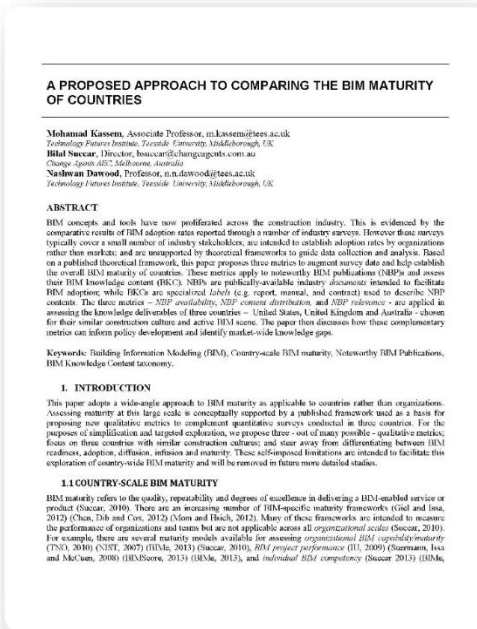 A PROPOSED APPROACH TO COMPARING THE BIM MATURITY
OF COUNTRIES
Mohamad Kassem, Associate Professor, m.kassem@tees.ac.uk
Technology Futures Institute, Teesside University, Middlesborough, UK
Bilal Succar, Director, bsuccar@changeagents.com.au
Change Agents AEC, Melbourne, Australia
Nashwan Dawood, Professor, n.n.dawood@tees.ac.uk
Technology Futures Institute, Teesside University, Middlesborough, UK
ABSTRACT
BIM concepts and tools have now proliferated across the construction industry. This is evidenced by the
comparative results of BIM adoption rates reported through a number of industry surveys. However these surveys
typically cover a small number of industry stakeholders; are intended to establish adoption rates by organizations
rather than markets; and are unsupported by theoretical frameworks to guide data collection and analysis. Based
on a published theoretical framework, this paper proposes three metrics to augment survey data and help establish
the overall BIM maturity of countries. These metrics apply to noteworthy BIM publications (NBP)s and assess
their BIM knowledge content (BKC). NBPs are publically-available industry documents intended to facilitate
BIM adoption; while BKCs are specialized labels (e.g. report, manual, and contract) used to describe NBP
contents. The three metrics – NBP availability, NBP content distribution, and NBP relevance - are applied in
assessing the knowledge deliverables of three countries – United States, United Kingdom and Australia - chosen
for their similar construction culture and active BIM scene. The paper then discusses how these complementary
metrics can inform policy development and identify market-wide knowledge gaps.
Keywords: Building Information Modeling (BIM), Country-scale BIM maturity, Noteworthy BIM Publications,
BIM Knowledge Content taxonomy.
1. INTRODUCTION
This paper adopts a wide-angle approach to BIM maturity as applicable to countries rather than organizations.
Assessing maturity at this large scale is conceptually supported by a published framework used as a basis for
proposing new qualitative metrics to complement quantitative surveys conducted in three countries. For the
purposes of simplification and targeted exploration, we propose three - out of many possible - qualitative metrics;
focus on three countries with similar construction cultures; and steer away from differentiating between BIM
readiness, adoption, diffusion, infusion and maturity. These self-imposed limitations are intended to facilitate this
exploration of country-wide BIM maturity and will be removed in future more detailed studies.
1.1 COUNTRY-SCALE BIM MATURITY
BIM maturity refers to the quality, repeatability and degrees of excellence in delivering a BIM-enabled service or
product (Succar, 2010). There are an increasing number of BIM-specific maturity frameworks (Giel and Issa,
2012) (Chen, Dib and Cox, 2012) (Mom and Hsieh, 2012). Many of these frameworks are intended to measure
the performance of organizations and teams but are not applicable across all organizational scales (Succar, 2010).
For example, there are several maturity models available for assessing organizational BIM capability/maturity
(TNO, 2010) (NIST, 2007) (BIMe, 2013) (Succar, 2010), BIM project performance (IU, 2009) (Suermann, Issa
and McCuen, 2008) (BIMScore, 2013) (BIMe, 2013), and individual BIM competency (Succar 2013) (BIMe,